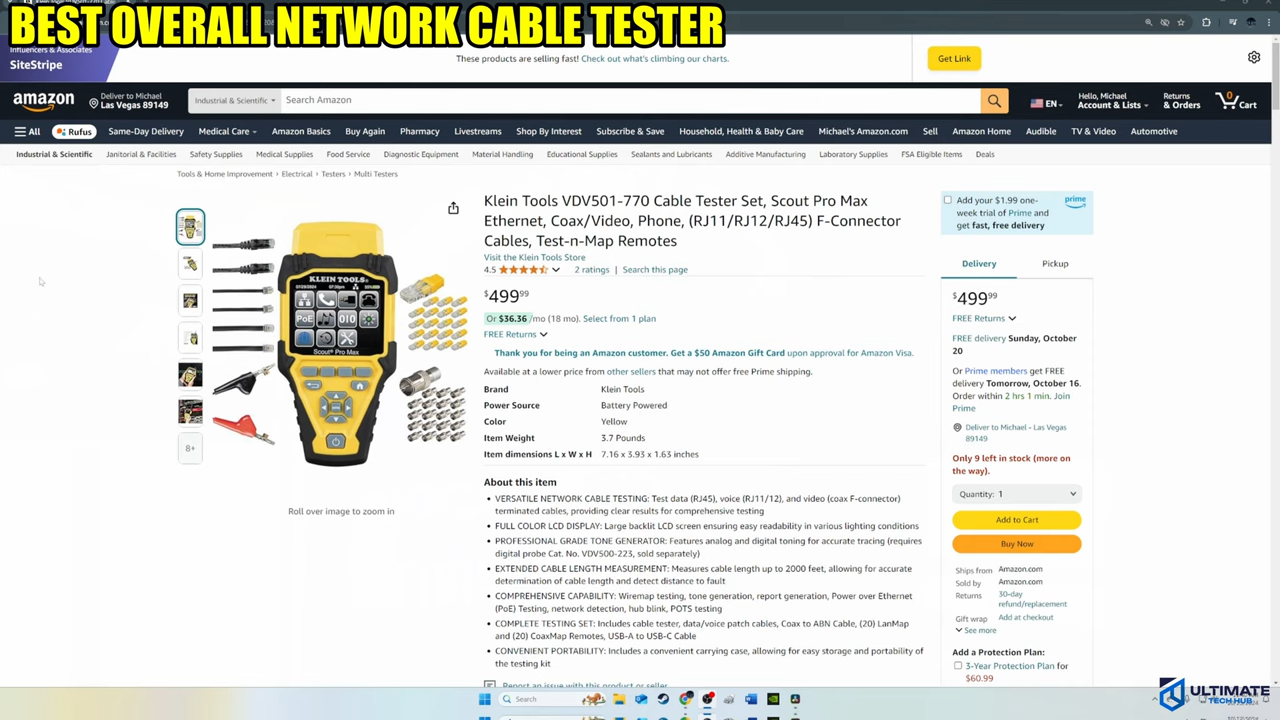 BEST OVERALL NETWORK CABLE TESTER
Influencers & Associates
SiteStripe
These products are selling fast! Check out what's climbing our charts.
Get Link
amazon
Deliver to Michael
Las Vegas 89149
Industrial & Scientific
Search Amazon
EN
Hello, Michael
Account & Lists
Returns
& Orders
0
Cart
All
Rufus
Same-Day Delivery
Medical Care
Amazon Basics
Buy Again
Pharmacy
Livestreams
Shop By Interest
Subscribe & Save
Household, Health & Baby Care
Michael's Amazon.com
Sell
Amazon Home
Audible
TV & Video
Automotive
Industrial & Scientific
Janitorial & Facilities
Safety Supplies
Medical Supplies
Food Service
Diagnostic Equipment
Material Handling
Educational Supplies
Sealants and Lubricants
Additive Manufacturing
Laboratory Supplies
FSA Eligible Items
Deals
Tools & Home Improvement › Electrical › Testers › Multi Testers
KLEIN TOOLS
PoE
010
Scout® Pro Max
8+
Roll over image to zoom in
Klein Tools VDV501-770 Cable Tester Set, Scout Pro Max
Ethernet, Coax/Video, Phone, (RJ11/RJ12/RJ45) F-Connector
Cables, Test-n-Map Remotes
Visit the Klein Tools Store
4.5
2 ratings | Search this page
$499⁹⁹
Or $36.36 /mo (18 mo). Select from 1 plan
FREE Returns
Thank you for being an Amazon customer. Get a $50 Amazon Gift Card upon approval for Amazon Visa.
Available at a lower price from other sellers that may not offer free Prime shipping.
Brand Klein Tools
Power Source Battery Powered
Color Yellow
Item Weight 3.7 Pounds
Item dimensions L x W x H 7.16 x 3.93 x 1.63 inches
About this item
• VERSATILE NETWORK CABLE TESTING: Test data (RJ45), voice (RJ11/12), and video (coax F-connector)
terminated cables, providing clear results for comprehensive testing
• FULL COLOR LCD DISPLAY: Large backlit LCD screen ensuring easy readability in various lighting conditions
• PROFESSIONAL GRADE TONE GENERATOR: Features analog and digital toning for accurate tracing (requires
digital probe Cat. No. VDV500-223, sold separately)
• EXTENDED CABLE LENGTH MEASUREMENT: Measures cable length up to 2000 feet, allowing for accurate
determination of cable length and detect distance to fault
• COMPREHENSIVE CAPABILITY: Wiremap testing, tone generation, report generation, Power over Ethernet
(PoE) Testing, network detection, hub blink, POTS testing
• COMPLETE TESTING SET: Includes cable tester, data/voice patch cables, Coax to ABN Cable, (20) LanMap
and (20) CoaxMap Remotes, USB-A to USB-C Cable
• CONVENIENT PORTABILITY: Includes a convenient carrying case, allowing for easy storage and portability of
the testing kit
Report an issue with this product or seller
Add your $1.99 one-
week trial of Prime and
get fast, free delivery
prime
Delivery
Pickup
$499⁹⁹
FREE Returns
FREE delivery Sunday, October
20
Or Prime members get FREE
delivery Tomorrow, October 16.
Order within 2 hrs 1 min. Join
Prime
Deliver to Michael - Las Vegas
89149
Only 9 left in stock (more on
the way).
Quantity: 1
Add to Cart
Buy Now
Ships from Amazon.com
Sold by Amazon.com
Returns 30-day
refund/replacement
Gift wrap Add at checkout
See more
Add a Protection Plan:
3-Year Protection Plan for
$60.99
Search
ULTIMATE
TECH HUB